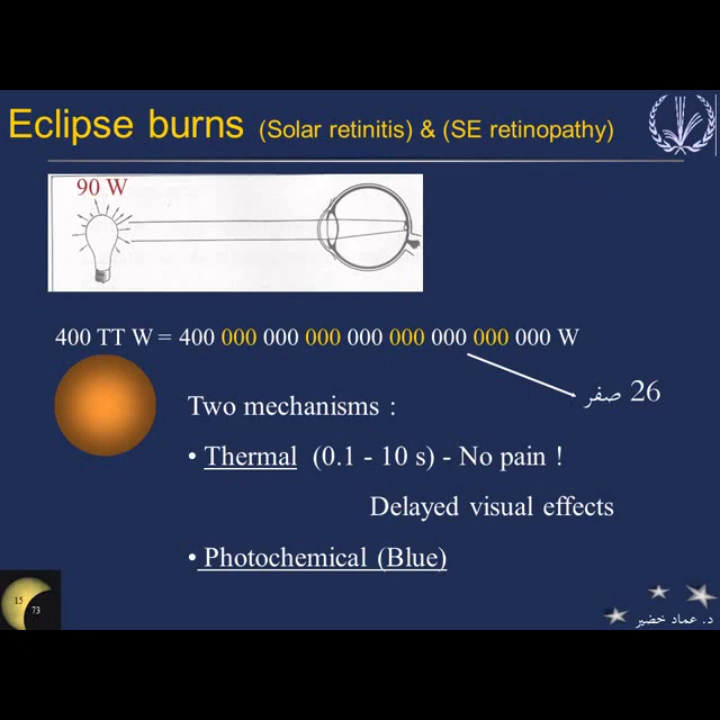 Eclipse burns (Solar retinitis) & (SE retinopathy)
90 W
400 TT W = 400 000 000 000 000 000 000 000 000 W
26 صفر
Two mechanisms :
• Thermal (0.1 - 10 s) - No pain !
Delayed visual effects
• Photochemical (Blue)
15
73
د. عماد خضير